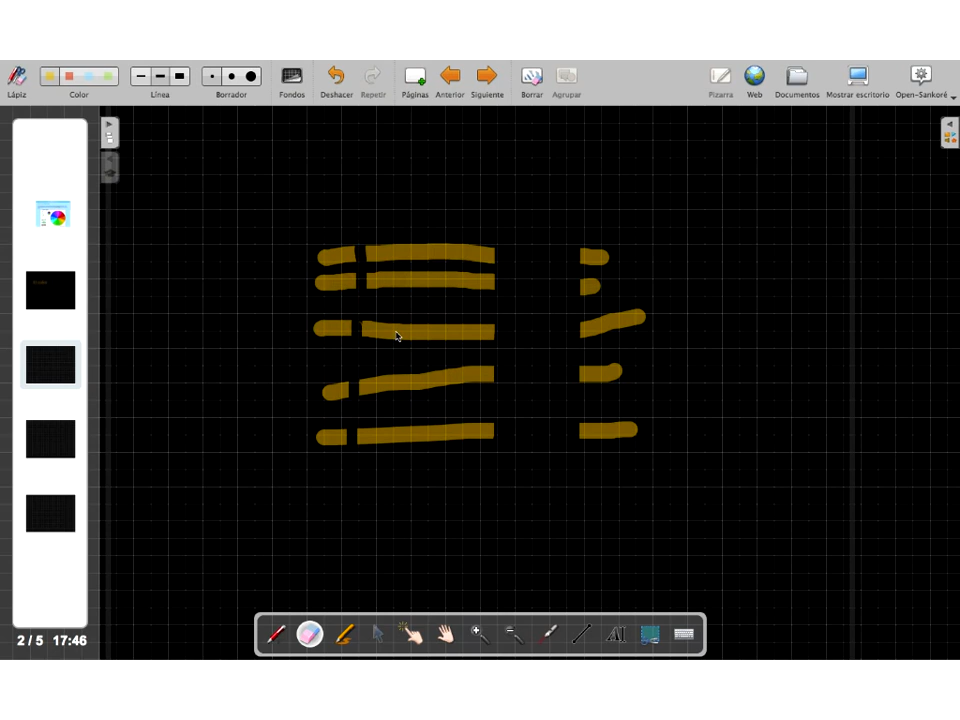 Lápiz Color Línea Borrador Fondos Deshacer Repetir Páginas Anterior Siguiente Borrar Agrupar Pizarra Web Documentos Mostrar escritorio Open-Sankoré
2 / 5 17:46